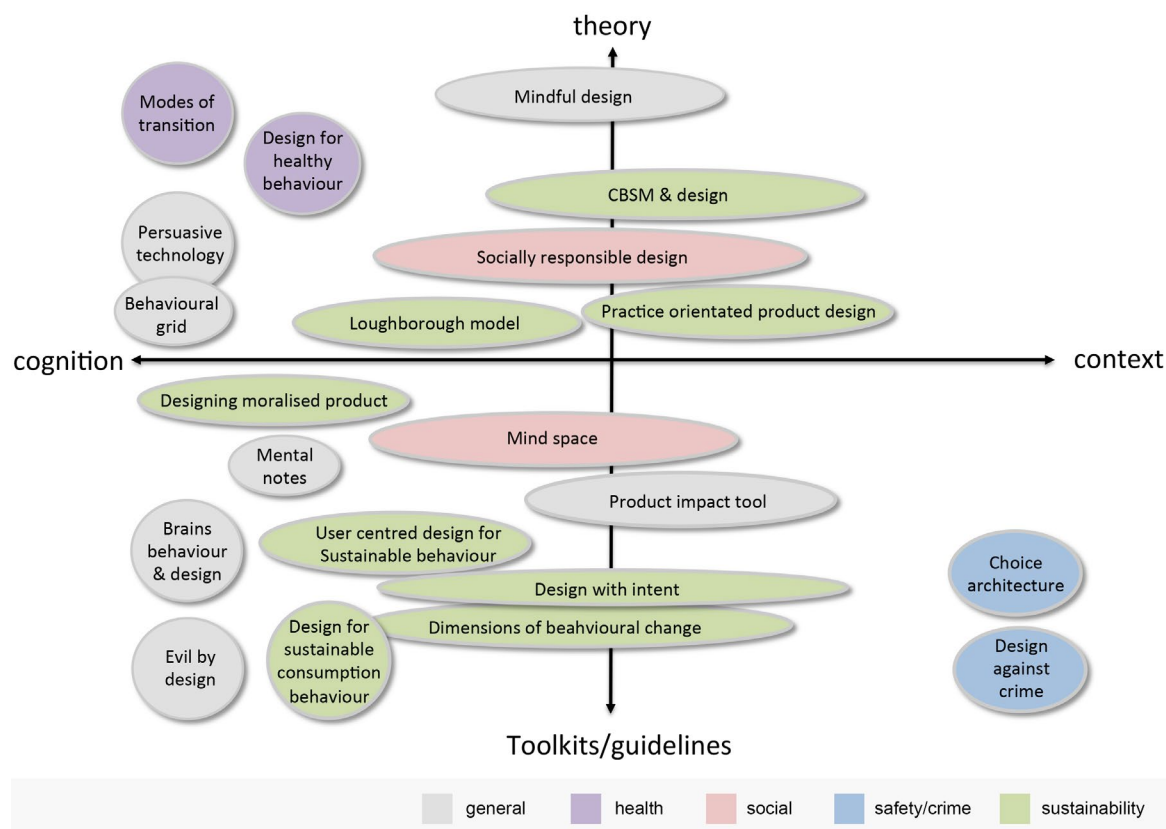 theory
Mindful design
Modes of
transition
Design for
healthy
behaviour
CBSM & design
Persuasive
technology
Socially responsible design
Behavioural
grid
Loughborough model
Practice orientated product design
cognition
context
Designing moralised product
Mind space
Mental
notes
Product impact tool
Brains
behaviour
& design
User centred design for
Sustainable behaviour
Choice
architecture
Design with intent
Dimensions of beahvioural change
Design for
sustainable
consumption
behaviour
Evil by
design
Design
against
crime
Toolkits/guidelines
general
health
social
safety/crime
sustainability